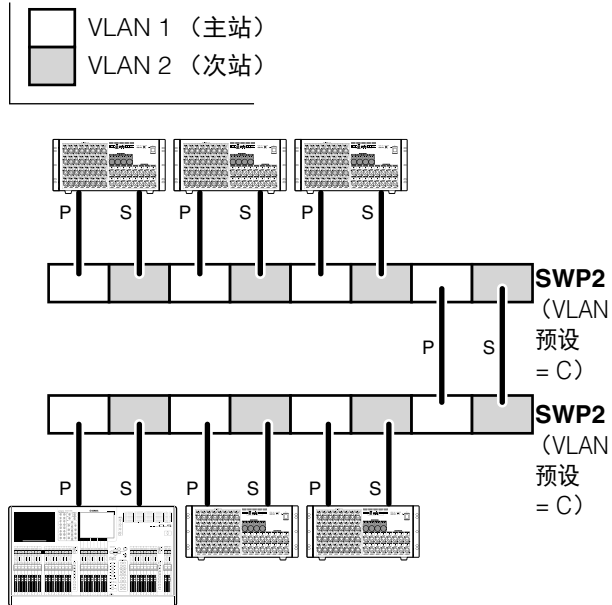 VLAN 1 （主站）
VLAN 2 （次站）
P S P S P S
SWP2
（VLAN
预设
= C）
P S
SWP2
（VLAN
预设
= C）
P S P S P S